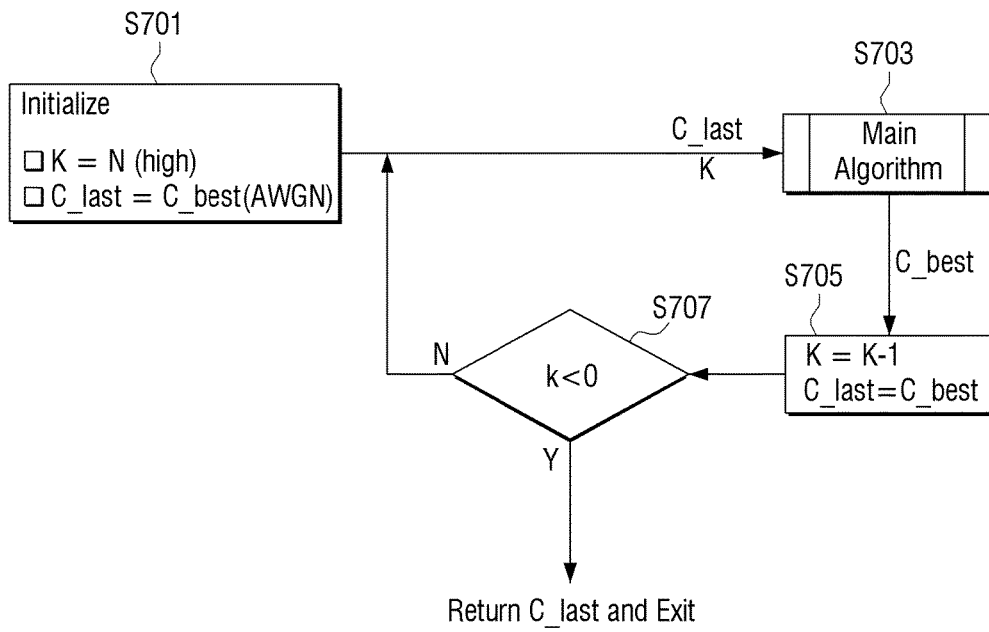 S701
Initialize
□ K = N (high)
□ C_last = C_best(AWGN)
C_last
K
S703
Main
Algorithm
C_best
S705
K = K-1
C_last=C_best
S707
k<0
N
Y
Return C_last and Exit